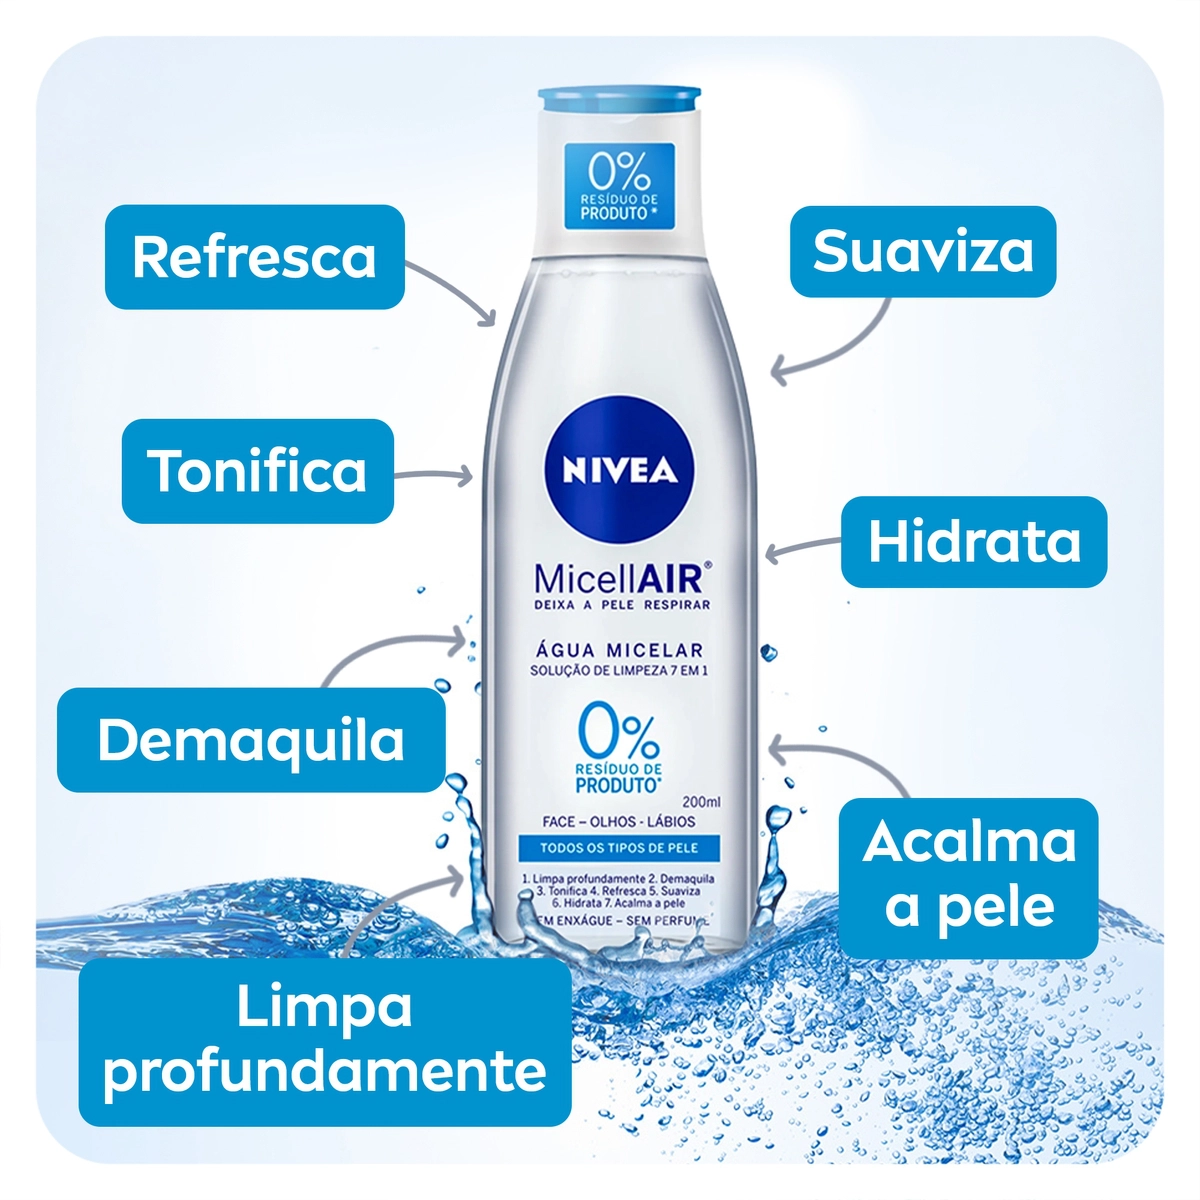 0%
RESÍDUO DE
PRODUTO*
Refresca
Suaviza
Tonifica
Hidrata
Demaquila
Acalma
a pele
Limpa
profundamente
NIVEA
MicellAIR®
DEIXA A PELE RESPIRAR
ÁGUA MICELAR
SOLUÇÃO DE LIMPEZA 7 EM 1
0%
RESÍDUO DE
PRODUTO*
200ml
FACE – OLHOS - LÁBIOS
TODOS OS TIPOS DE PELE
1. Limpa profundamente 2. Demaquila
3. Tonifica 4. Refresca 5. Suaviza
6. Hidrata 7. Acalma a pele
ENXÁGUE – SEM PERFUME